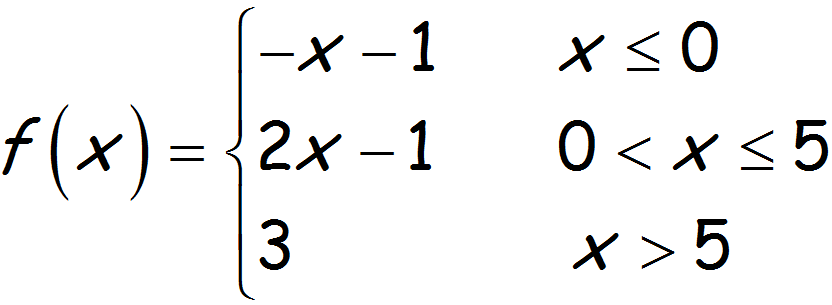 -x - 1 x ≤ 0
f(x) = { 2x - 1 0 < x ≤ 5
3 x > 5